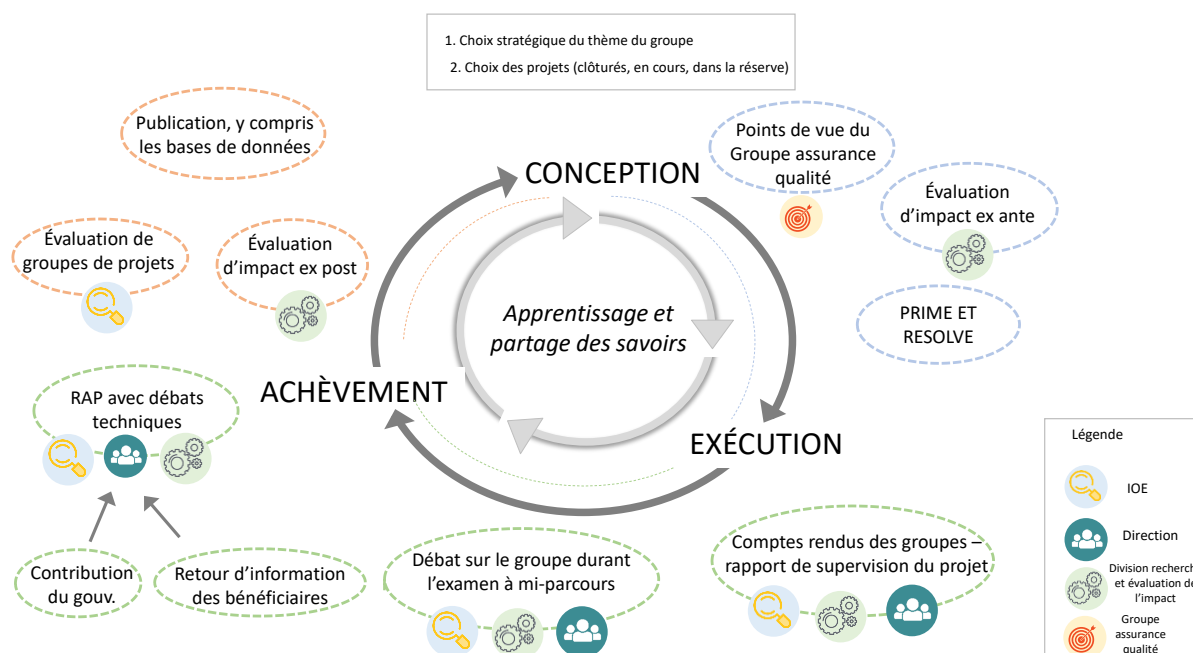 1. Choix stratégique du thème du groupe
2. Choix des projets (clôturés, en cours, dans la réserve)
Publication, y compris
les bases de données
Points de vue du
Groupe assurance
qualité
CONCEPTION
Évaluation
d'impact ex ante
Évaluation de
groupes de projets
Évaluation
d'impact ex post
PRIME ET
RESOLVE
Apprentissage et
partage des savoirs
ACHÈVEMENT
RAP avec débats
techniques
EXÉCUTION
Contribution
du gouv.
Retour d'information
des bénéficiaires
Débat sur le groupe durant
l'examen à mi-parcours
Comptes rendus des groupes –
rapport de supervision du projet
Légende
IOE
Direction
Division recherch
et évaluation de
l'impact
Groupe
assurance
qualité